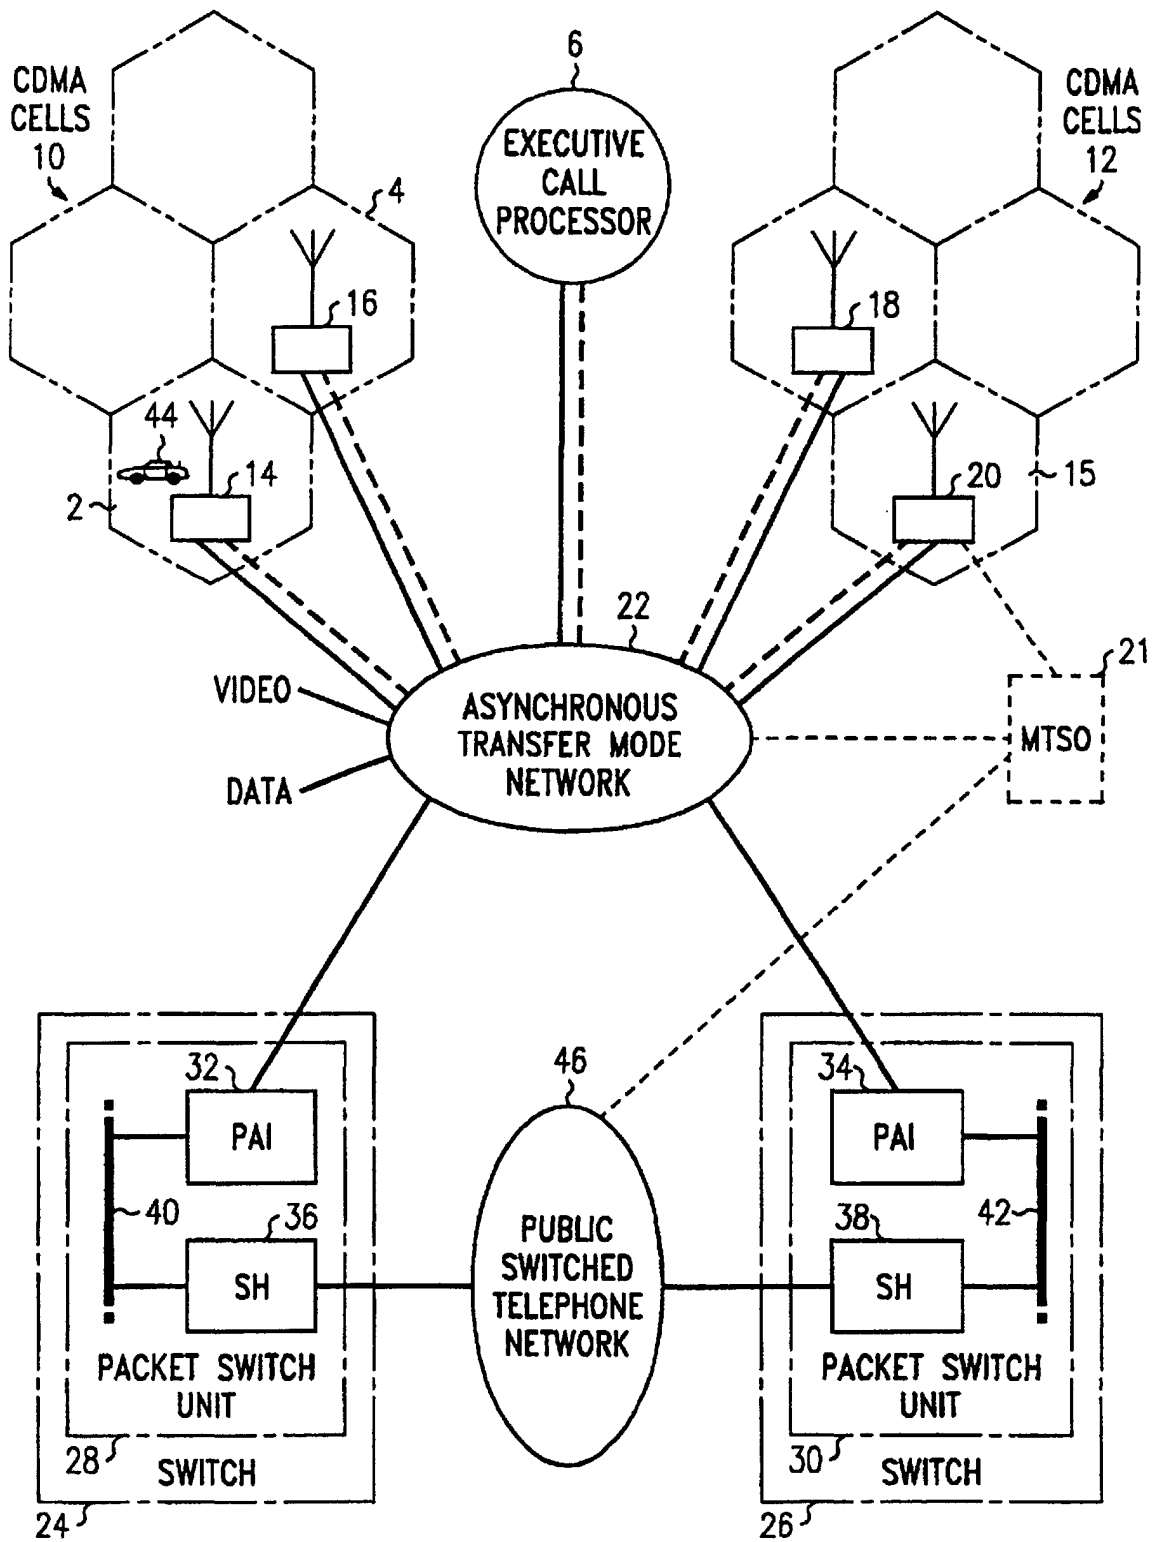 6
CDMA
CELLS
10
EXECUTIVE
CALL
PROCESSOR
CDMA
CELLS
12
4
16
18
44
14
2
20
15
22
21
VIDEO
ASYNCHRONOUS
TRANSFER MODE
NETWORK
MTSO
DATA
32
PAI
40
36
SH
PACKET SWITCH
UNIT
28
SWITCH
24
46
PUBLIC
SWITCHED
TELEPHONE
NETWORK
34
PAI
42
38
SH
PACKET SWITCH
UNIT
30
SWITCH
26